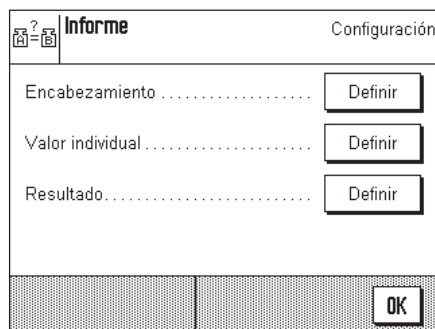 A ? = B Informe Configuración
Encabezamiento ................... Definir
Valor individual ..................... Definir
Resultado .......................... Definir
OK